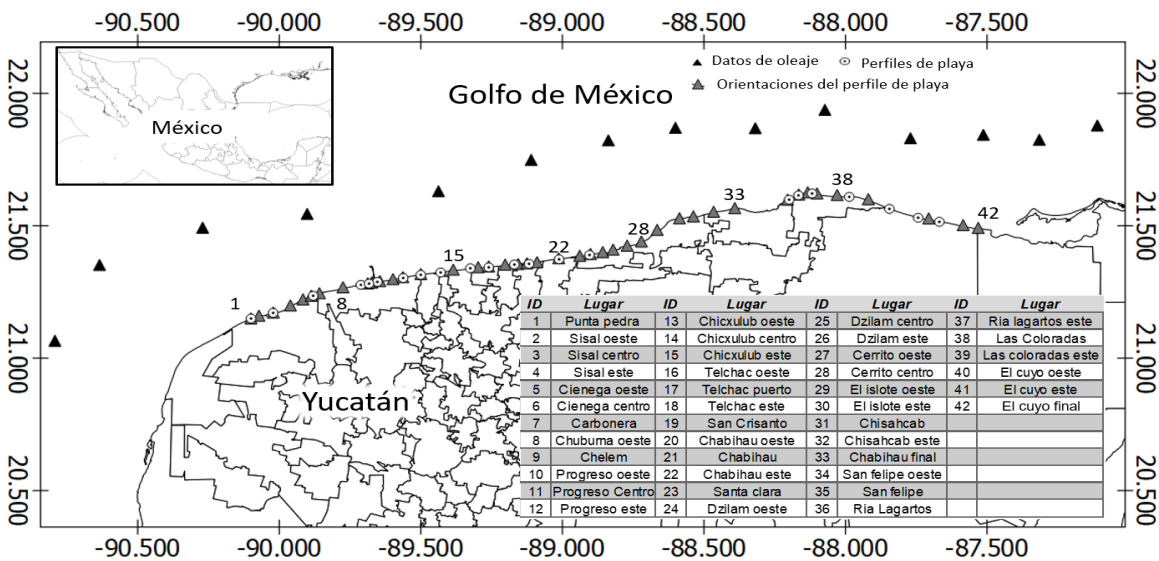 -90.500 -90.000 -89.500 -89.000 -88.500 -88.000 -87.500
22.000 22.000
21.500 21.500
21.000 21.000
20.500 20.500
Datos de oleaje Perfiles de playa
Orientaciones del perfile de playa
Golfo de México
México
Yucatán
1 8 15 22 28 33 38 42
ID Lugar ID Lugar ID Lugar ID Lugar
1 Punta pedra 13 Chicxulub oeste 25 Dzilam centro 37 Ria lagartos este
2 Sisal oeste 14 Chicxulub centro 26 Dzilam este 38 Las Coloradas
3 Sisal centro 15 Chicxulub este 27 Cerrito oeste 39 Las coloradas este
4 Sisal este 16 Telchac oeste 28 Cerrito centro 40 El cuyo oeste
5 Cienega oeste 17 Telchac puerto 29 El islote oeste 41 El cuyo este
6 Cienega centro 18 Telchac este 30 El islote este 42 El cuyo final
7 Carbonera 19 San Crisanto 31 Chisahcab
8 Chuburna oeste 20 Chabihau oeste 32 Chisahcab este
9 Chelem 21 Chabihau 33 Chabihau final
10 Progreso oeste 22 Chabihau este 34 San felipe oeste
11 Progreso Centro 23 Santa clara 35 San felipe
12 Progreso este 24 Dzilam oeste 36 Ria Lagartos
-90.500 -90.000 -89.500 -89.000 -88.500 -88.000 -87.500